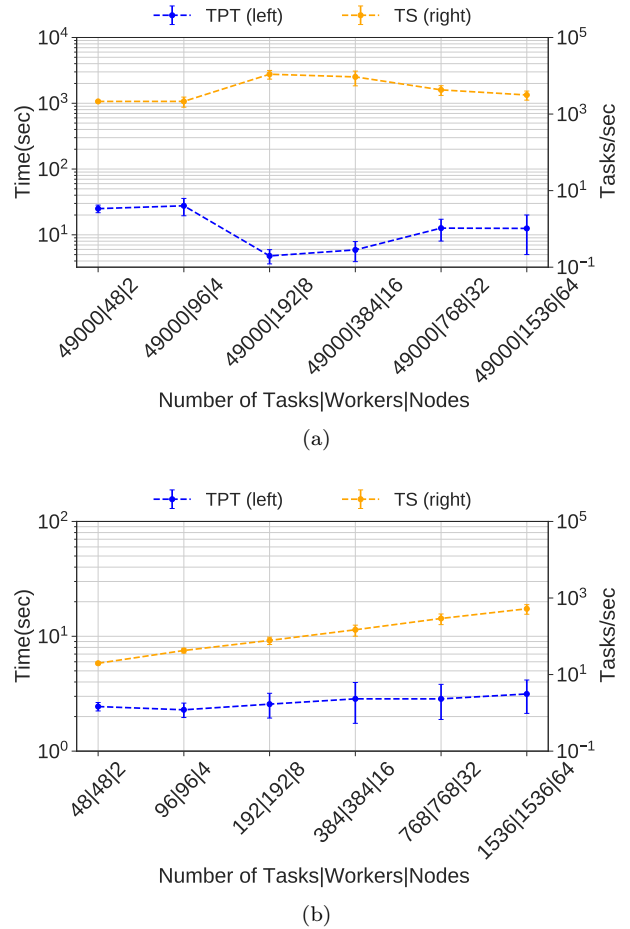 TPT (left) TS (right)
10^4
10^3
10^2
10^1
Time(sec)
10^5
10^3
10^1
10^−1
Tasks/sec
49000|48|2
49000|96|4
49000|192|8
49000|384|16
49000|768|32
49000|1536|64
Number of Tasks|Workers|Nodes
(a)
TPT (left) TS (right)
10^2
10^1
10^0
Time(sec)
10^5
10^3
10^1
10^−1
Tasks/sec
48|48|2
96|96|4
192|192|8
384|384|16
768|768|32
1536|1536|64
Number of Tasks|Workers|Nodes
(b)